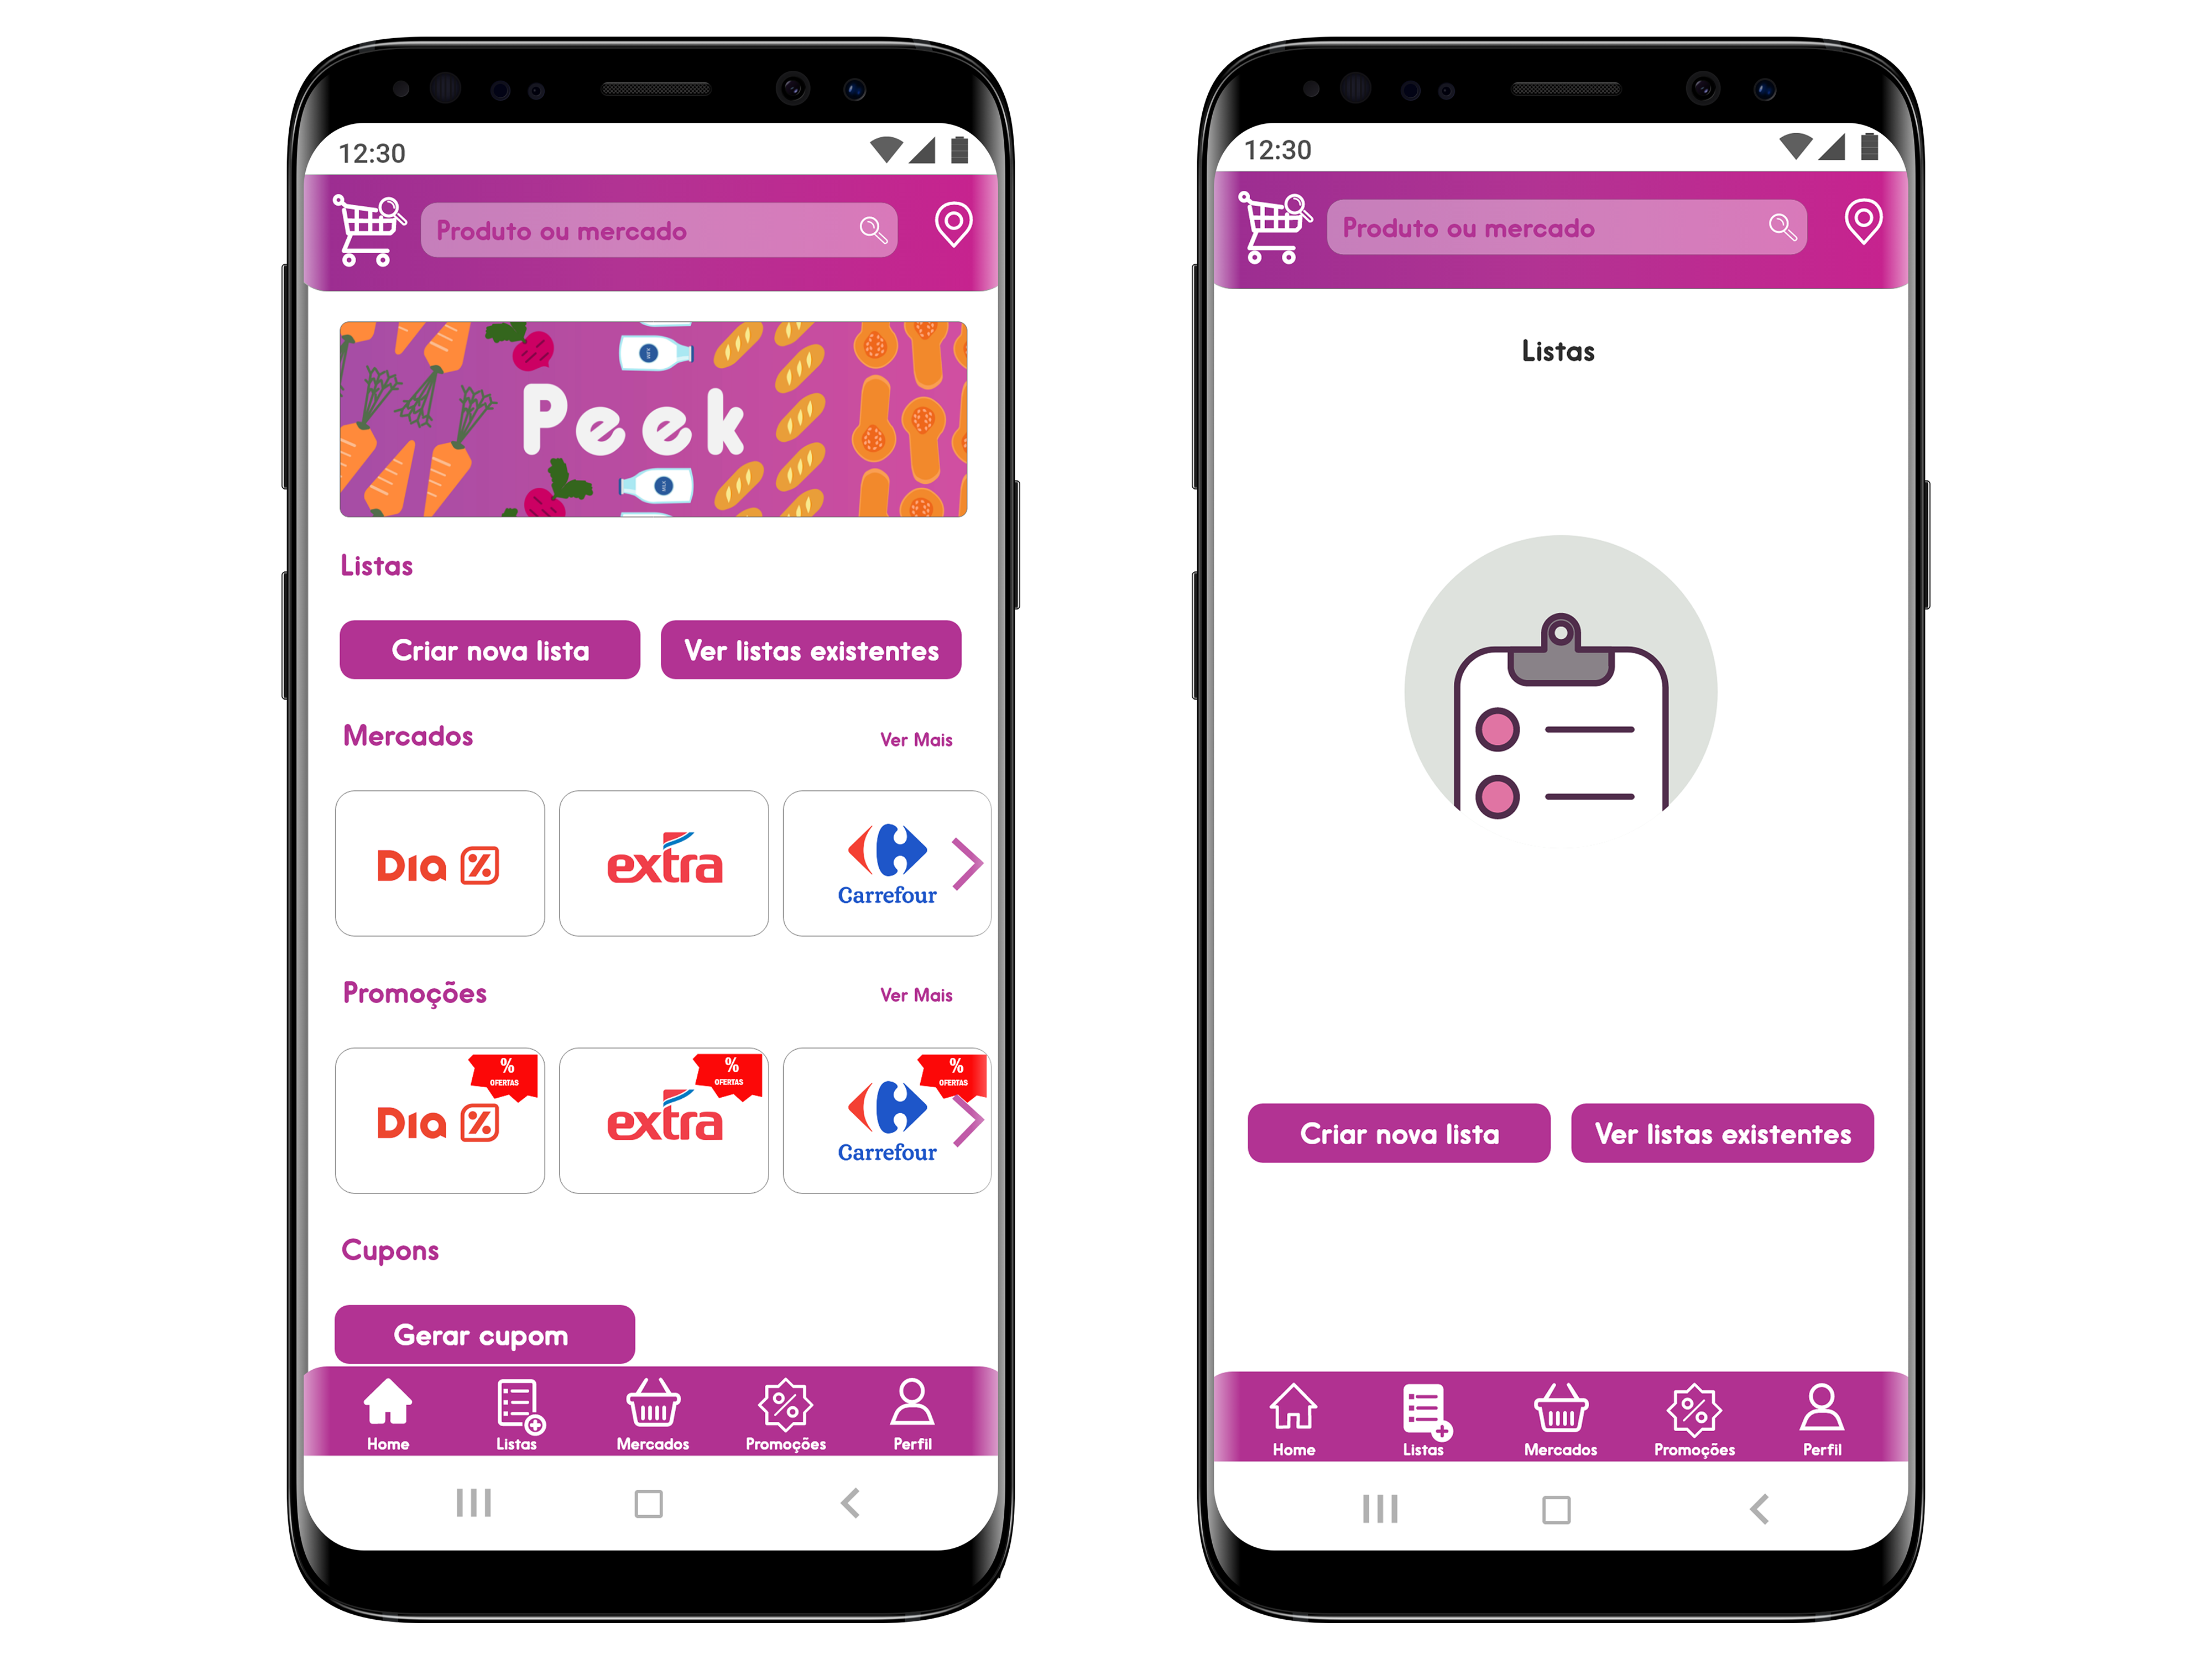 12:30
Produto ou mercado
Peek
Listas
Criar nova lista
Ver listas existentes
Mercados
Ver Mais
Dia %
extra
Carrefour
Promoções
Ver Mais
% OFERTAS
% OFERTAS
% OFERTAS
Dia %
extra
Carrefour
Cupons
Gerar cupom
Home
Listas
Mercados
Promoções
Perfil
12:30
Produto ou mercado
Listas
Criar nova lista
Ver listas existentes
Home
Listas
Mercados
Promoções
Perfil